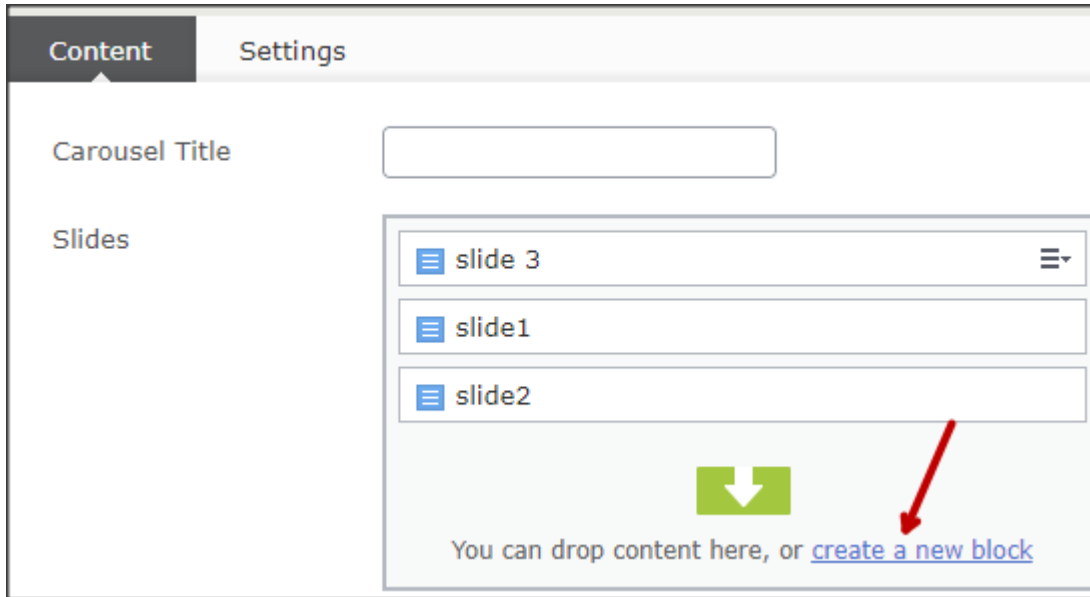 Content Settings
Carousel Title
Slides
slide 3
slide1
slide2
You can drop content here, or create a new block